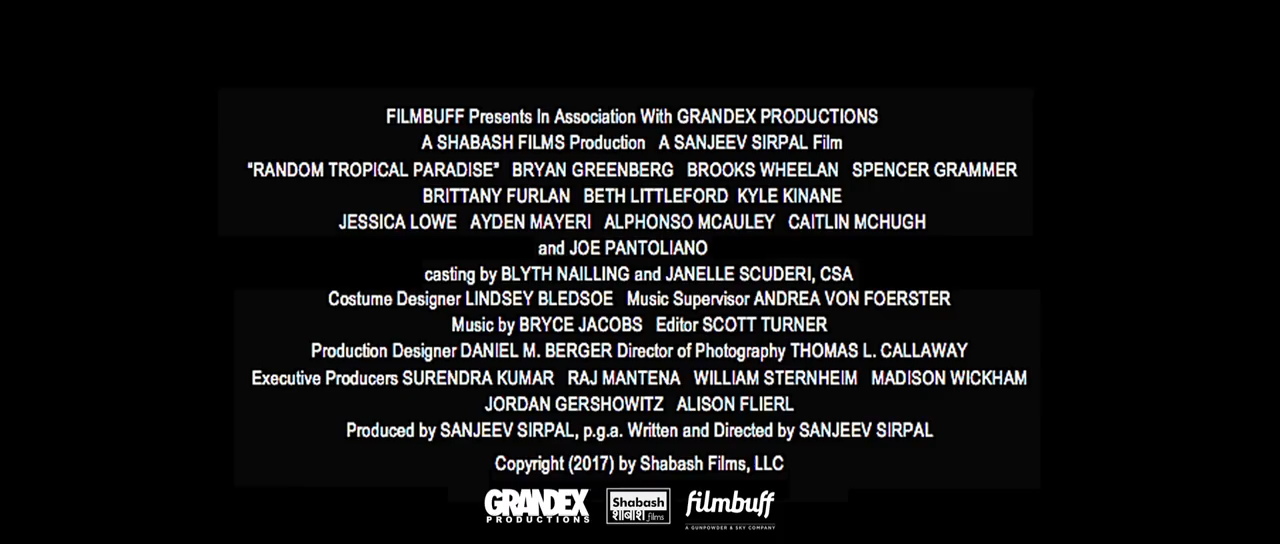 FILMBUFF Presents In Association With GRANDEX PRODUCTIONS
A SHABASH FILMS Production A SANJEEV SIRPAL Film
“RANDOM TROPICAL PARADISE” BRYAN GREENBERG BROOKS WHEELAN SPENCER GRAMMER
BRITTANY FURLAN BETH LITTLEFORD KYLE KINANE
JESSICA LOWE AYDEN MAYERI ALPHONSO MCAULEY CAITLIN MCHUGH
and JOE PANTOLIANO
casting by BLYTH NAILLING and JANELLE SCUDERI, CSA
Costume Designer LINDSEY BLEDSOE Music Supervisor ANDREA VON FOERSTER
Music by BRYCE JACOBS Editor SCOTT TURNER
Production Designer DANIEL M. BERGER Director of Photography THOMAS L. CALLAWAY
Executive Producers SURENDRA KUMAR RAJ MANTENA WILLIAM STERNHEIM MADISON WICKHAM
JORDAN GERSHOWITZ ALISON FLIERL
Produced by SANJEEV SIRPAL, p.g.a. Written and Directed by SANJEEV SIRPAL
Copyright (2017) by Shabash Films, LLC
GRANDEX
PRODUCTIONS
Shabash
शाबाश films
filmbuff
A GUNPOWDER & SKY COMPANY